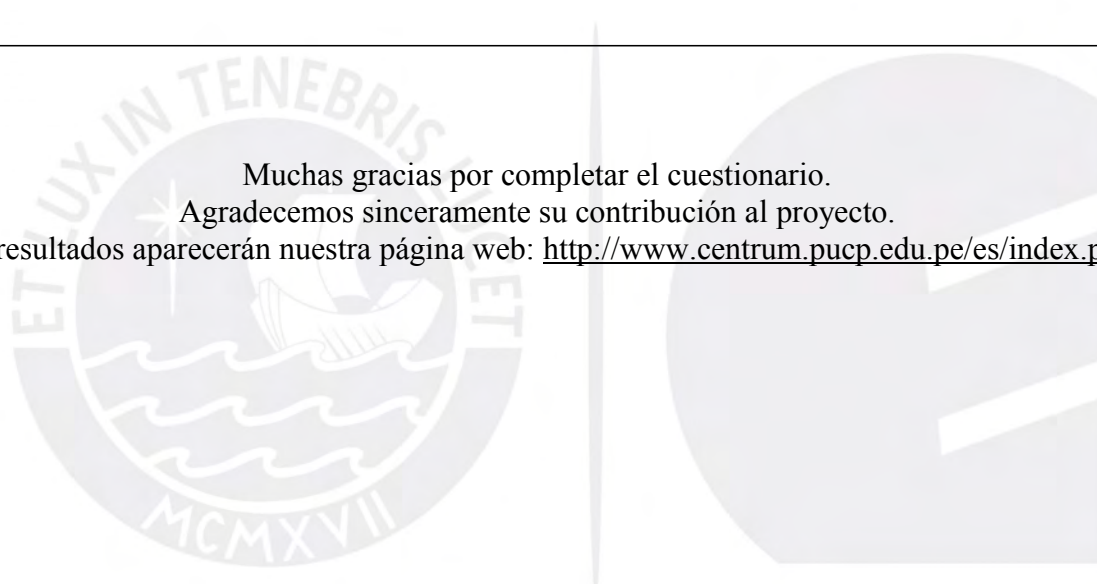 Muchas gracias por completar el cuestionario.
Agradecemos sinceramente su contribución al proyecto.
resultados aparecerán nuestra página web: http://www.centrum.pucp.edu.pe/es/index.p
ET LUX IN TENEBRIS LUCET
MCMXVII